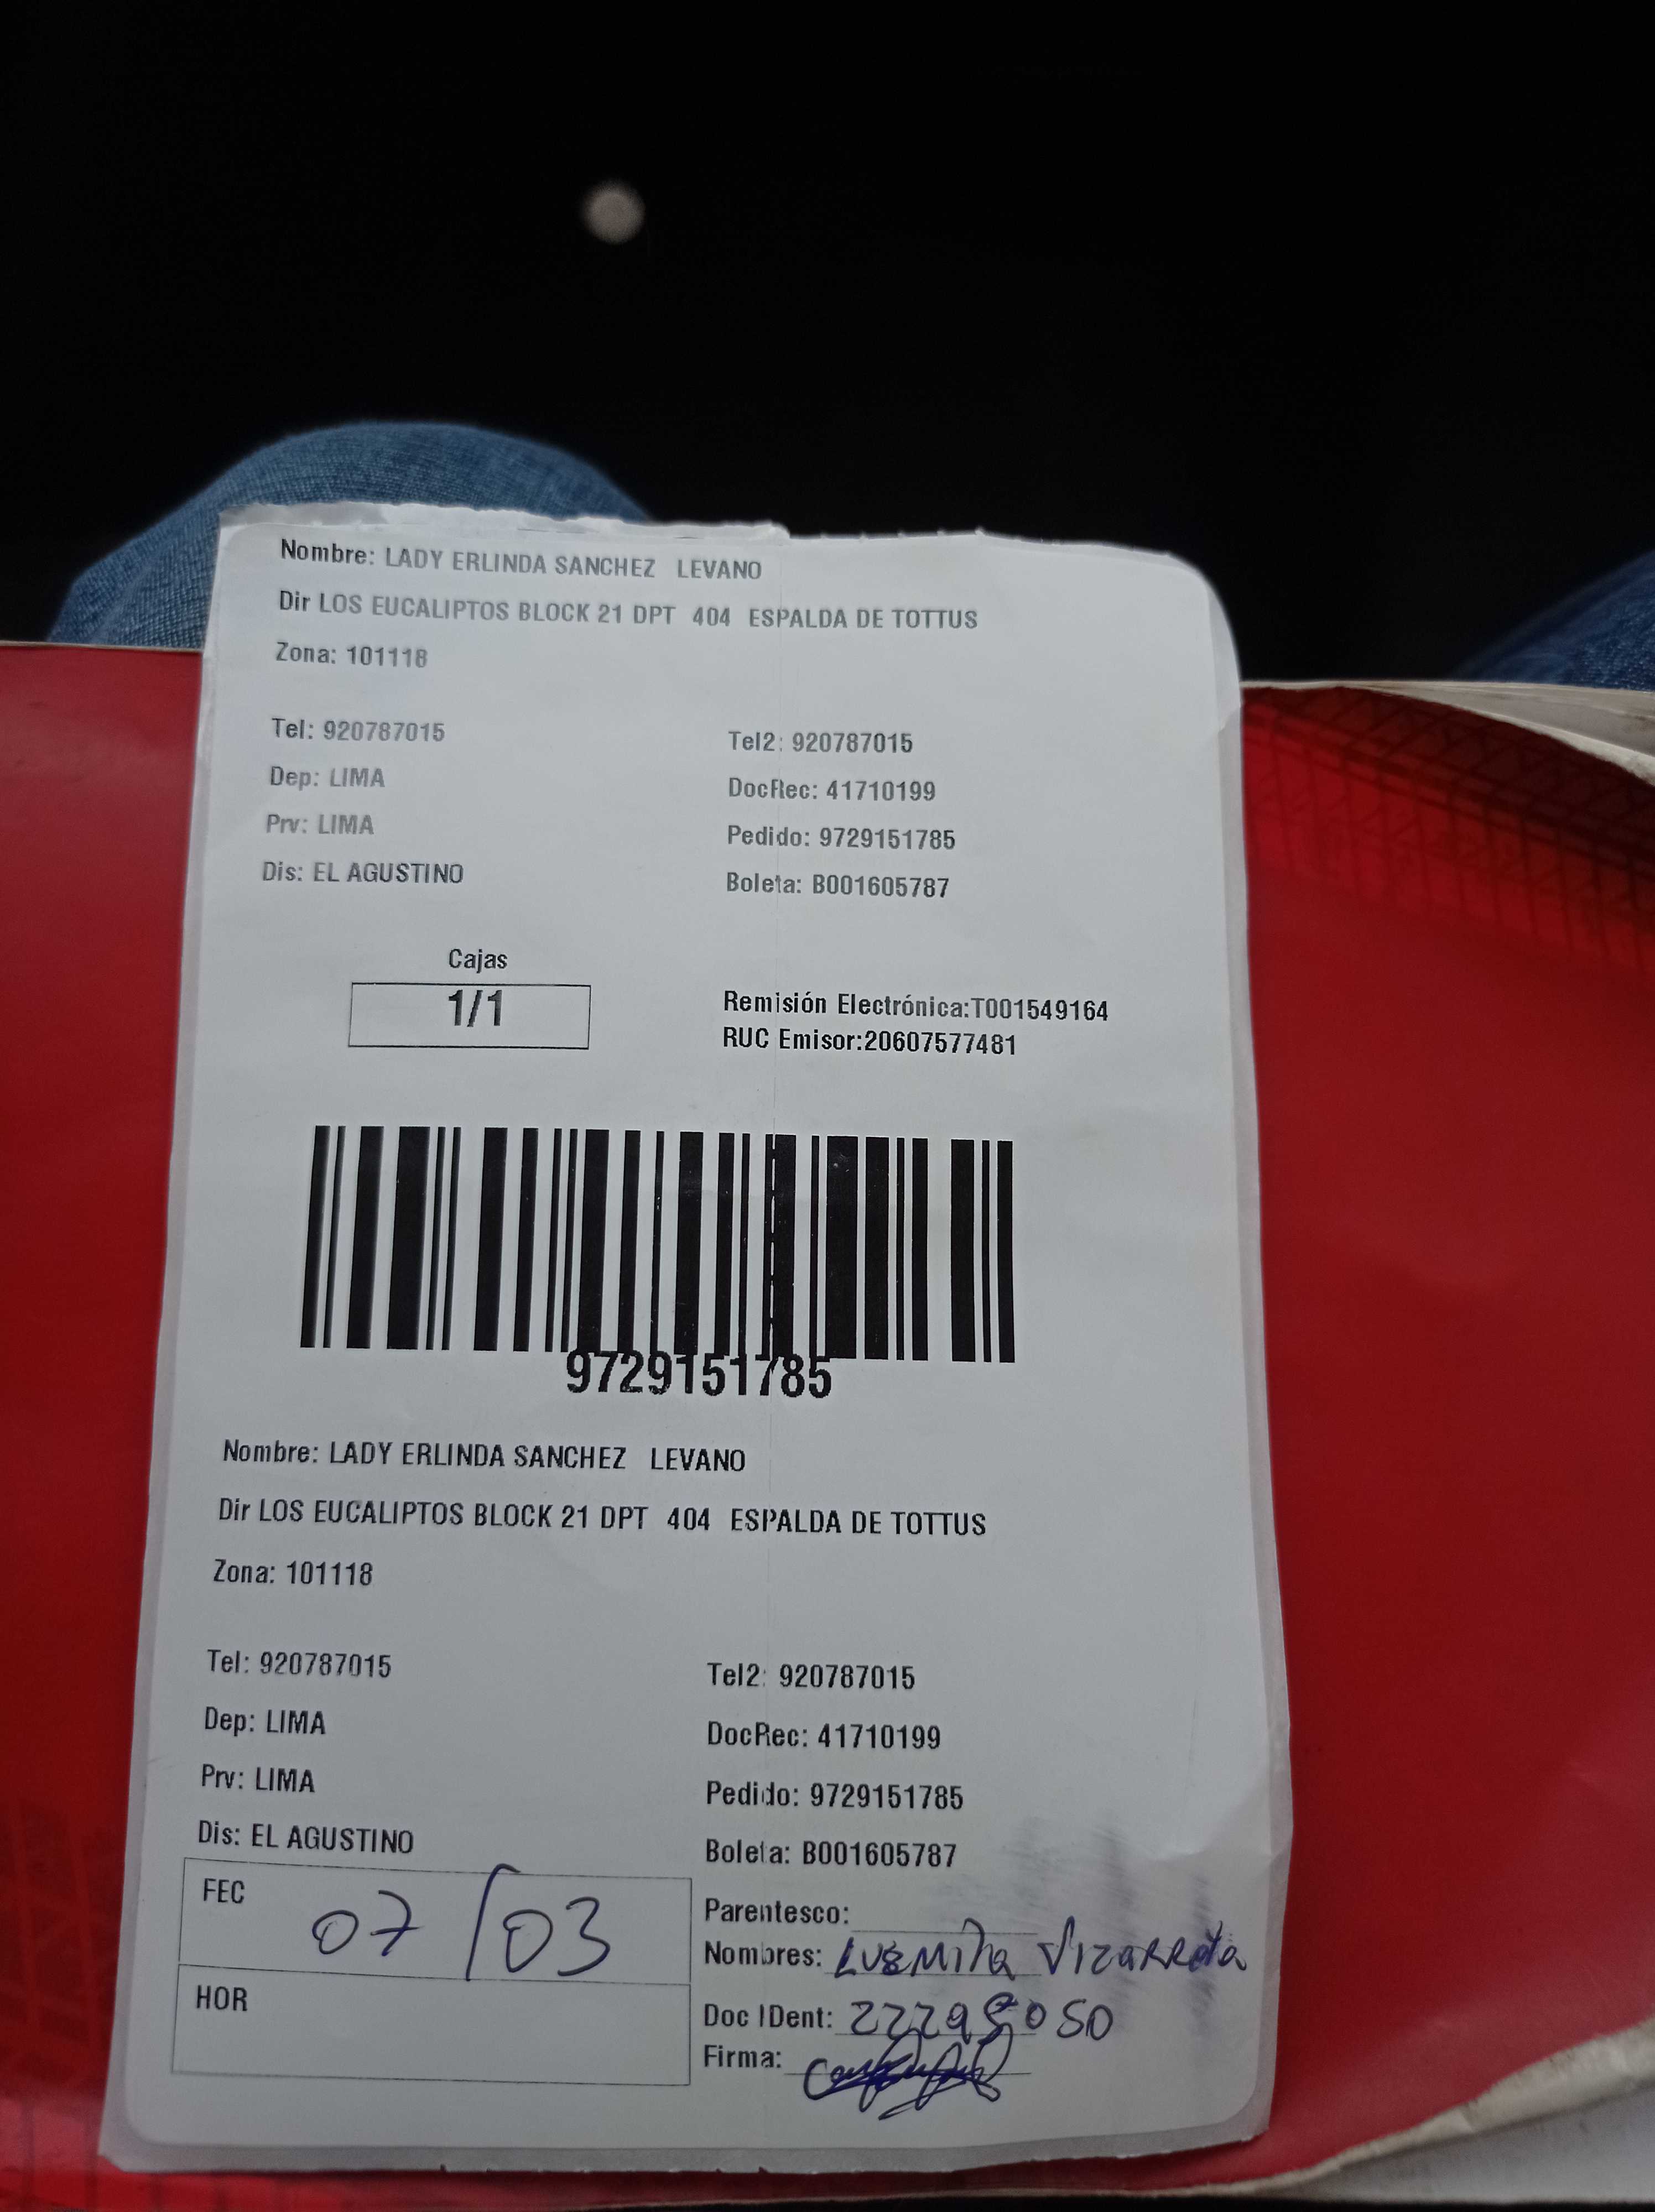 Nombre: LADY ERLINDA SANCHEZ LEVANO
Dir LOS EUCALIPTOS BLOCK 21 DPT 404 ESPALDA DE TOTTUS
Zona: 101118
Tel: 920787015 Tel2: 920787015
Dep: LIMA DocRec: 41710199
Prv: LIMA Pedido: 9729151785
Dis: EL AGUSTINO Boleta: B001605787
Cajas
1/1
Remisión Electrónica:T001549164
RUC Emisor:20607577481
9729151785
Nombre: LADY ERLINDA SANCHEZ LEVANO
Dir LOS EUCALIPTOS BLOCK 21 DPT 404 ESPALDA DE TOTTUS
Zona: 101118
Tel: 920787015 Tel2: 920787015
Dep: LIMA DocRec: 41710199
Prv: LIMA Pedido: 9729151785
Dis: EL AGUSTINO Boleta: B001605787
FEC 07/03
HOR
Parentesco:
Nombres: Luzmila Vizarreta
Doc IDent:
Firma: